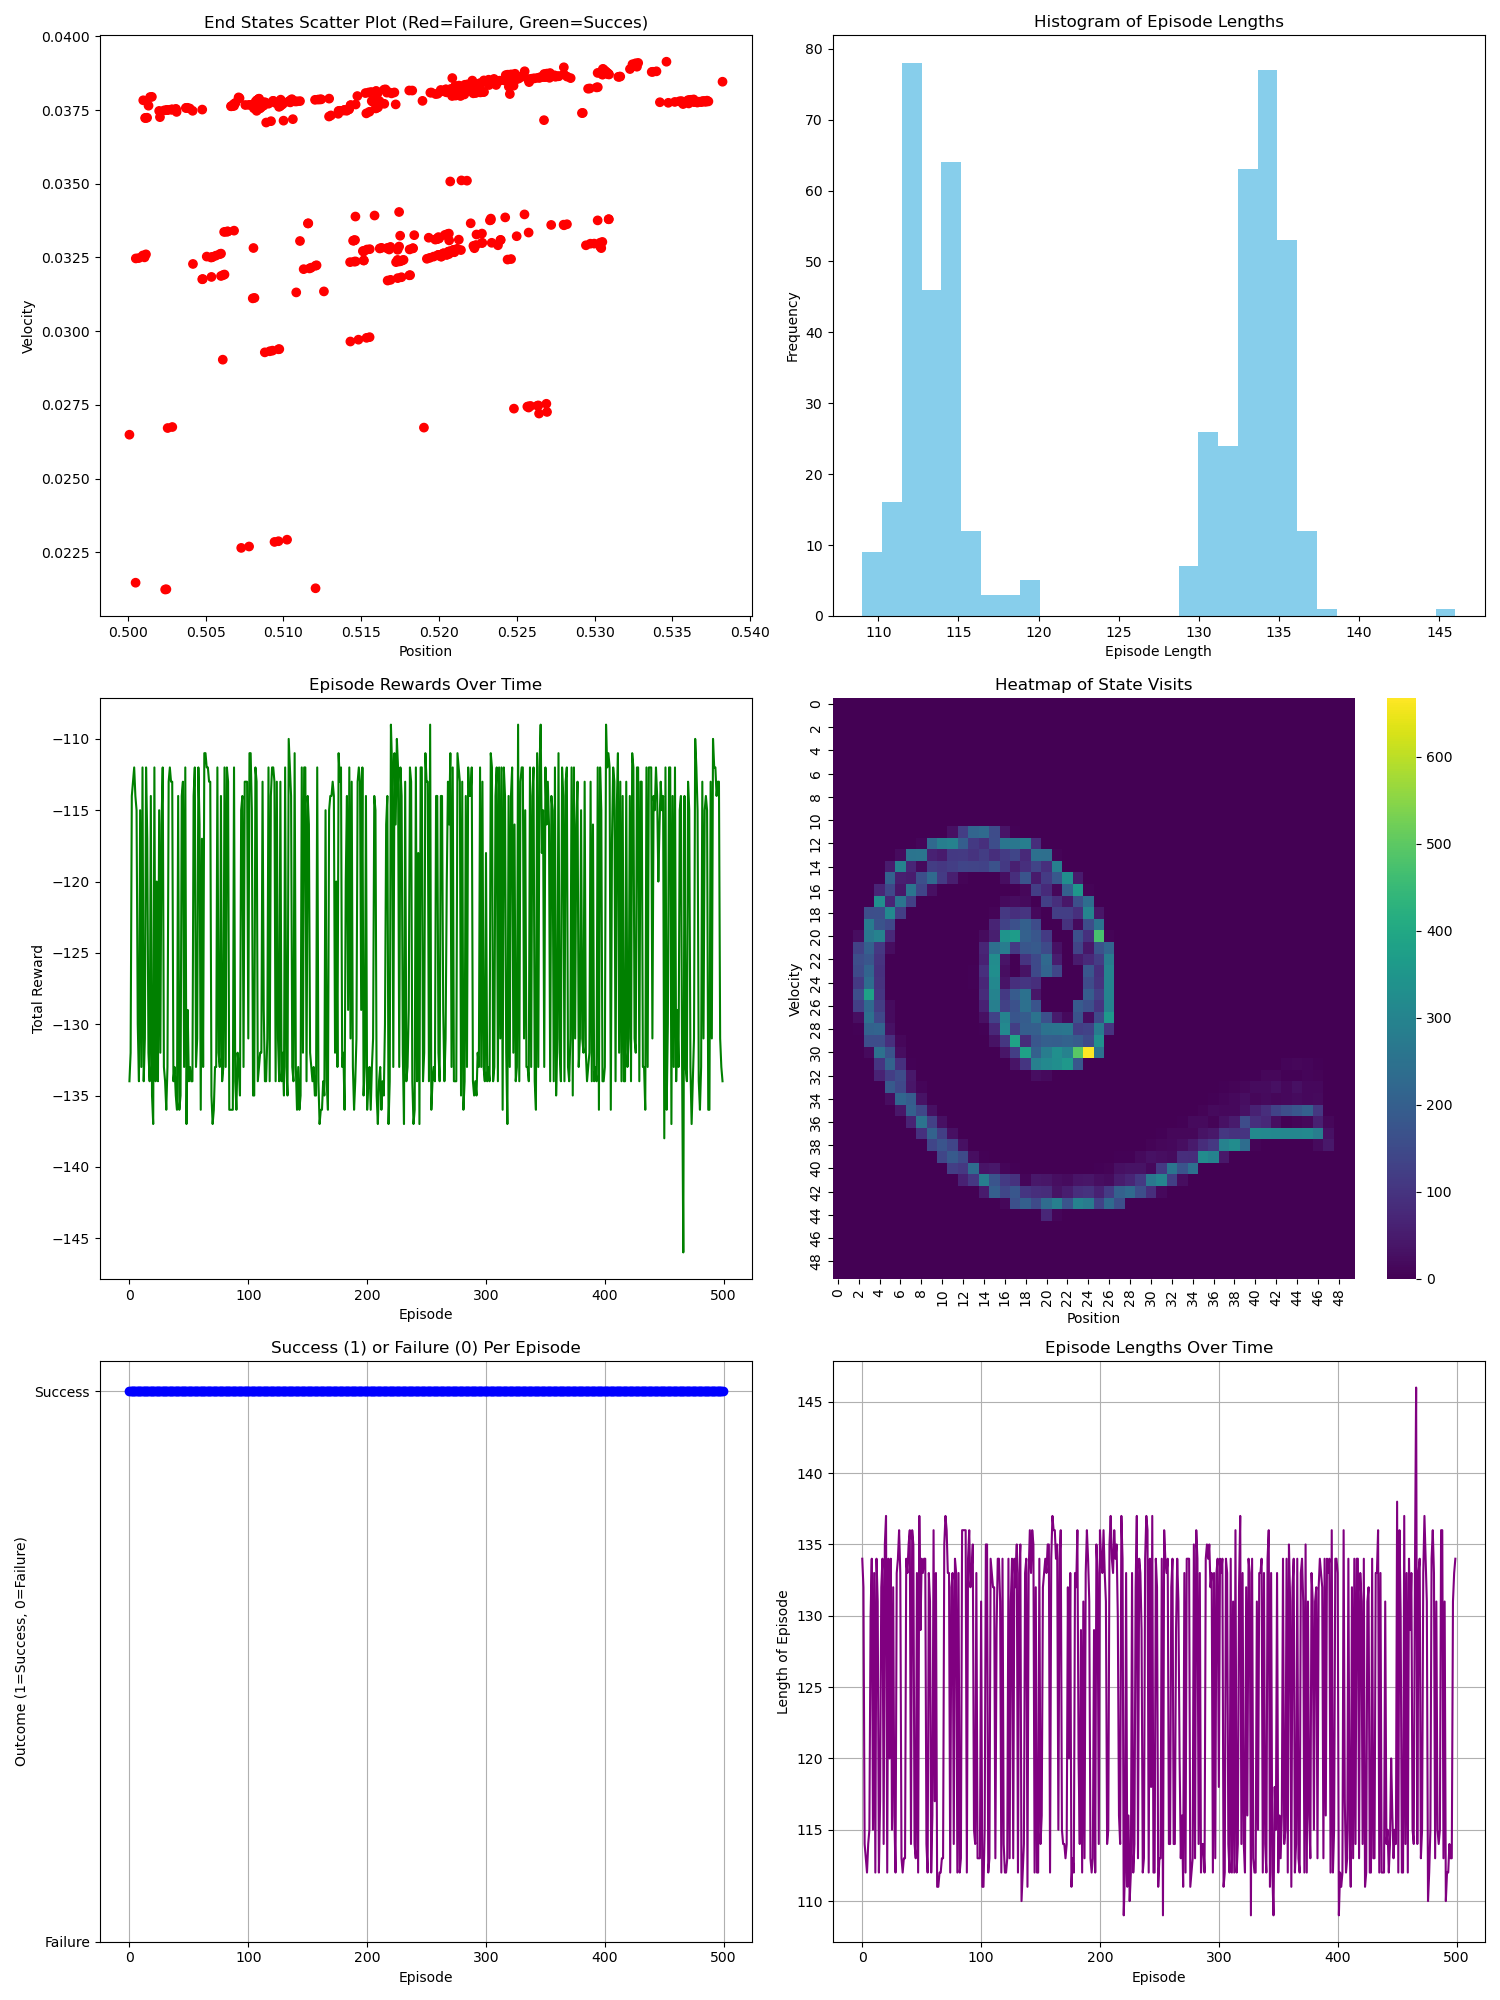 End States Scatter Plot (Red=Failure, Green=Succes)
0.0400
0.0375
0.0350
0.0325
0.0300
0.0275
0.0250
0.0225
Velocity
0.500 0.505 0.510 0.515 0.520 0.525 0.530 0.535 0.540
Position
Histogram of Episode Lengths
80
70
60
50
40
30
20
10
0
Frequency
110 115 120 125 130 135 140 145
Episode Length
Episode Rewards Over Time
−110
−115
−120
−125
−130
−135
−140
−145
Total Reward
0 100 200 300 400 500
Episode
Heatmap of State Visits
0
2
4
6
8
10
12
14
16
18
20
22
24
26
28
30
32
34
36
38
40
42
44
46
48
Velocity
0 2 4 6 8 10 12 14 16 18 20 22 24 26 28 30 32 34 36 38 40 42 44 46 48
Position
600
500
400
300
200
100
0
Success (1) or Failure (0) Per Episode
Success
Failure
Outcome (1=Success, 0=Failure)
0 100 200 300 400 500
Episode
Episode Lengths Over Time
145
140
135
130
125
120
115
110
Length of Episode
0 100 200 300 400 500
Episode